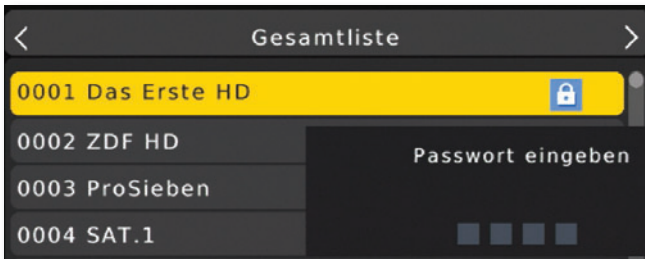 Gesamtliste
0001 Das Erste HD
0002 ZDF HD
Passwort eingeben
0003 ProSieben
0004 SAT.1